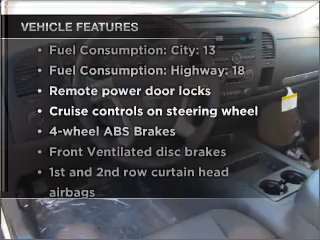 VEHICLE FEATURES
• Fuel Consumption: City: 13
• Fuel Consumption: Highway: 18
• Remote power door locks
• Cruise controls on steering wheel
• 4-wheel ABS Brakes
• Front Ventilated disc brakes
• 1st and 2nd row curtain head
airbags